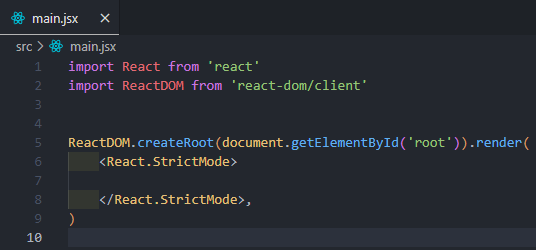 main.jsx ×
src > main.jsx
1 import React from 'react'
2 import ReactDOM from 'react-dom/client'
3
4
5 ReactDOM.createRoot(document.getElementById('root')).render(
6 <React.StrictMode>
7
8 </React.StrictMode>,
9 )
10